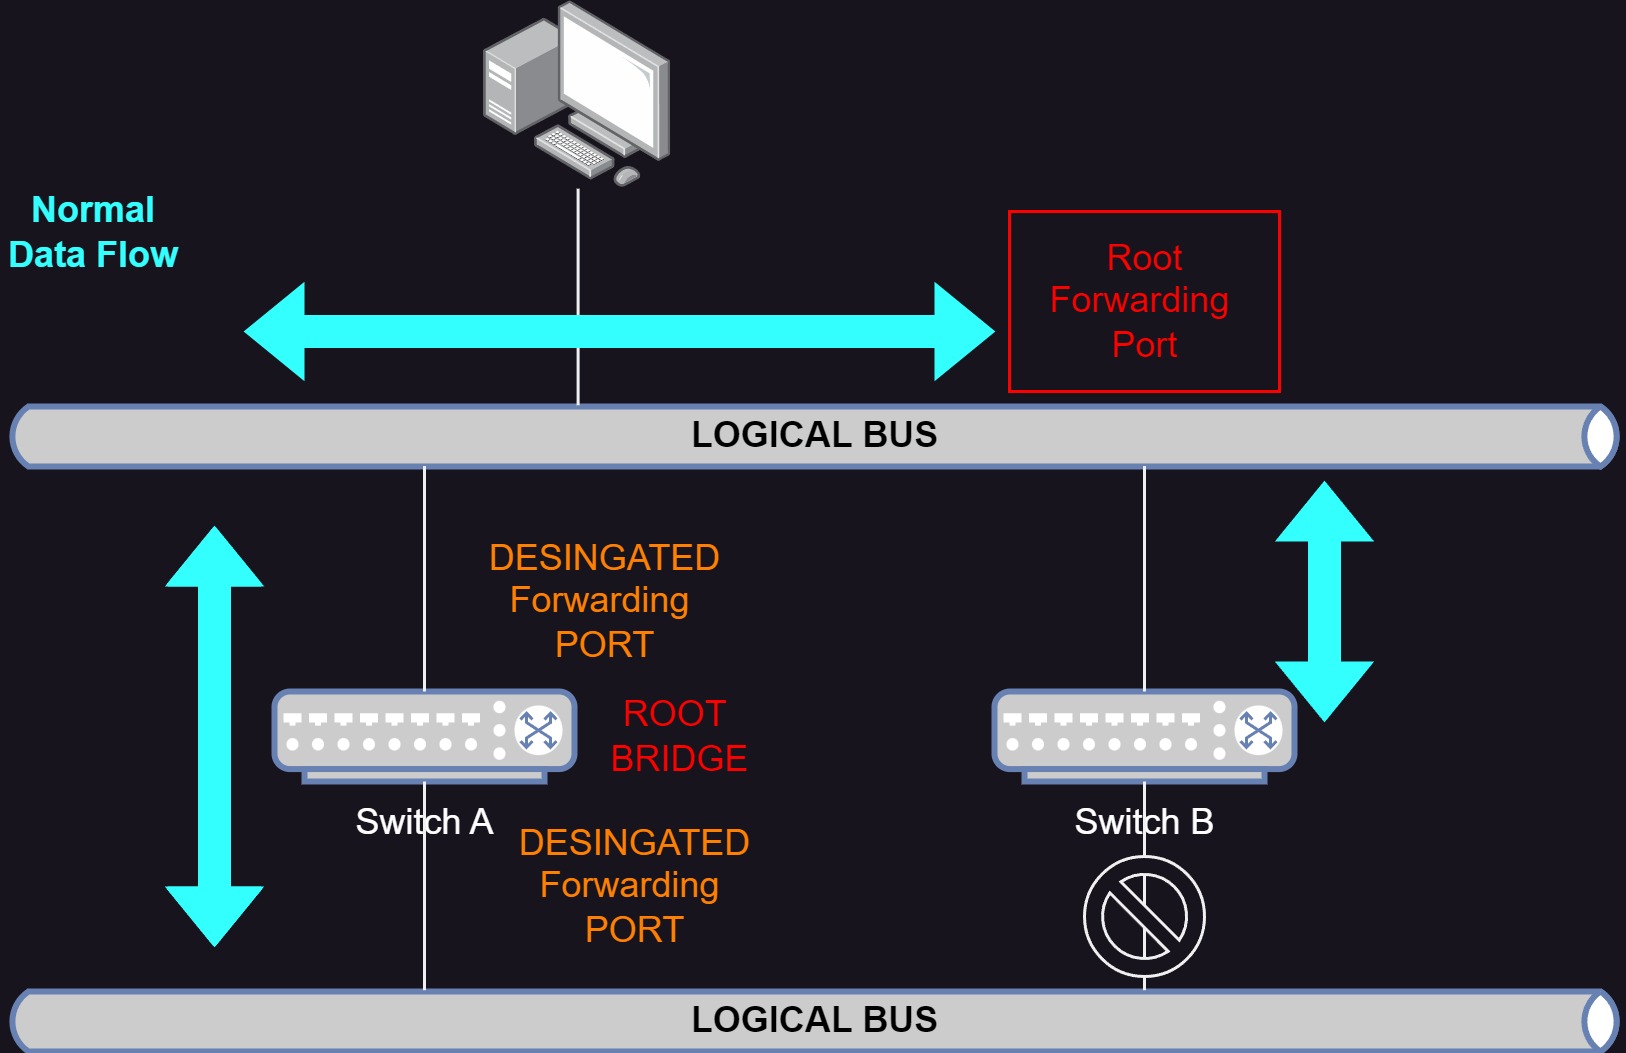 Normal
Data Flow
Root
Forwarding
Port
LOGICAL BUS
DESINGATED
Forwarding
PORT
ROOT
BRIDGE
Switch A
Switch B
DESINGATED
Forwarding
PORT
LOGICAL BUS